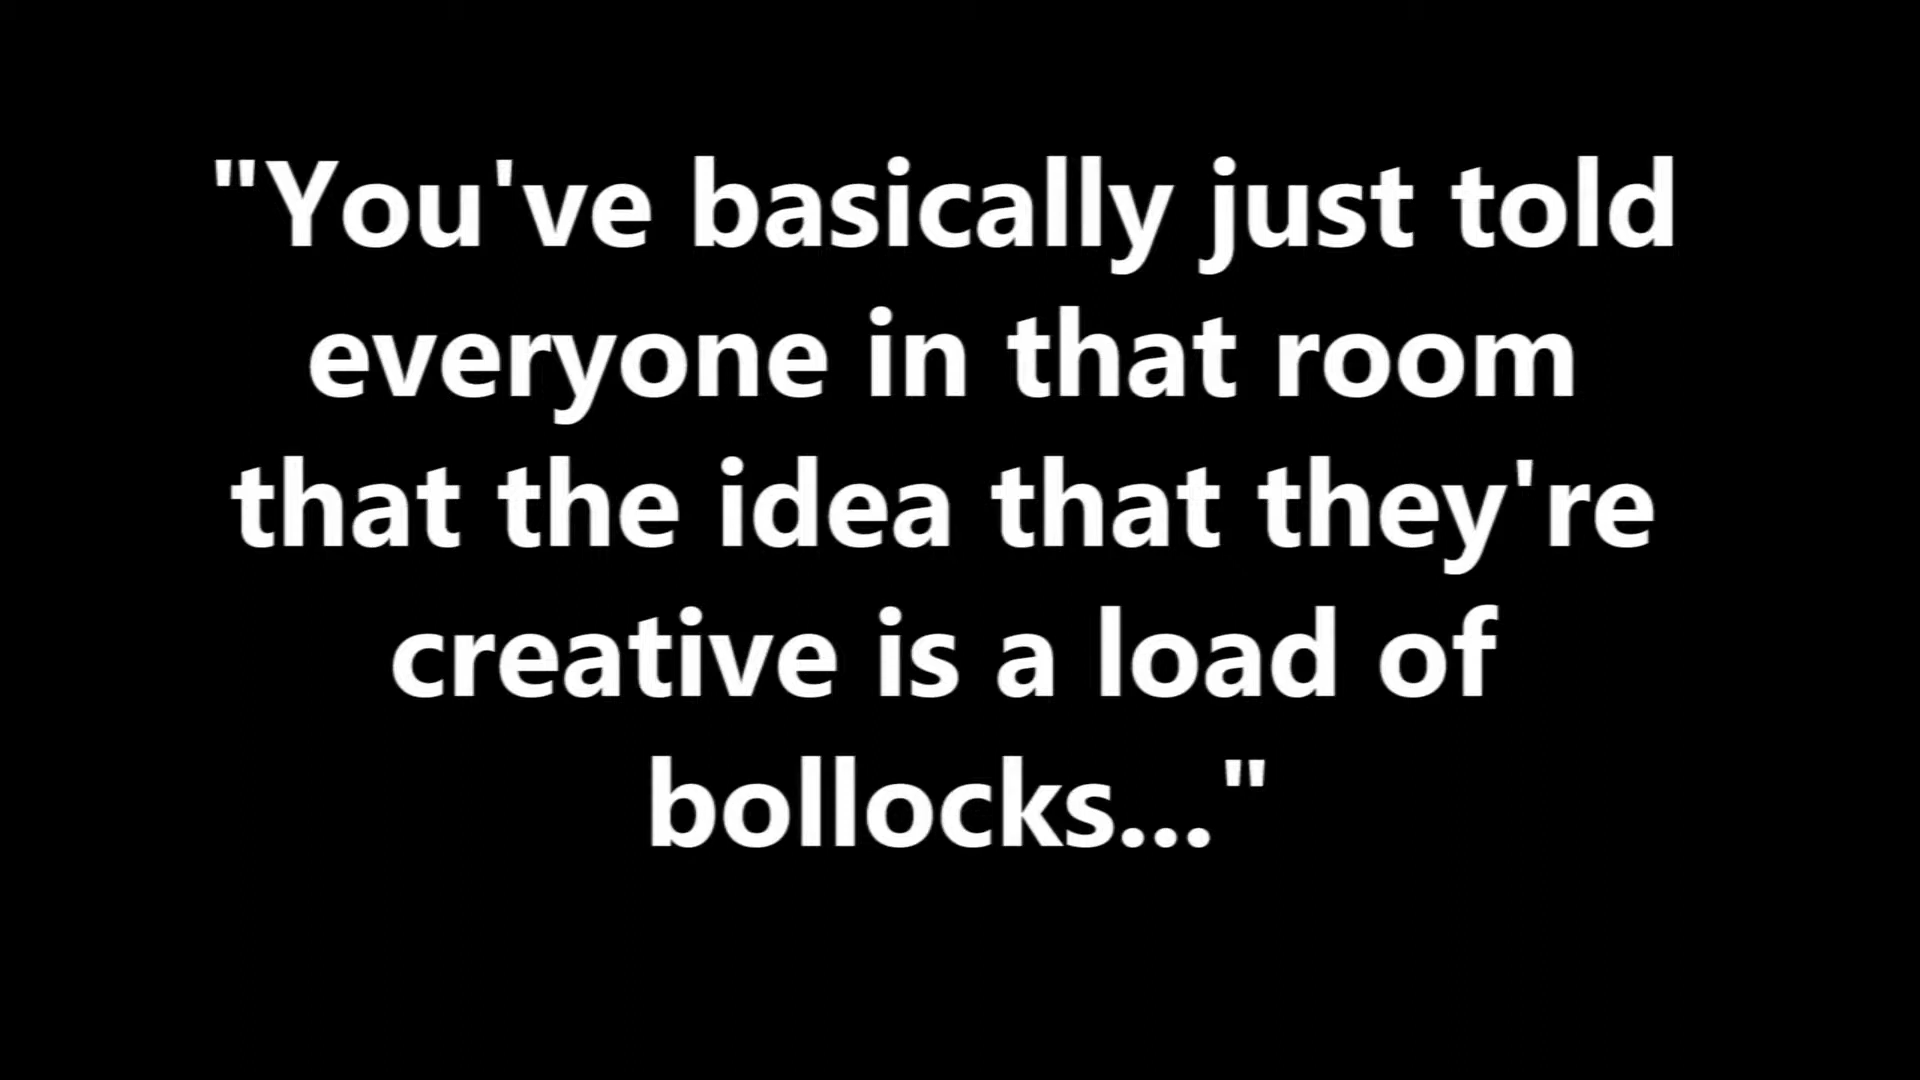 "You've basically just told
everyone in that room
that the idea that they're
creative is a load of
bollocks..."